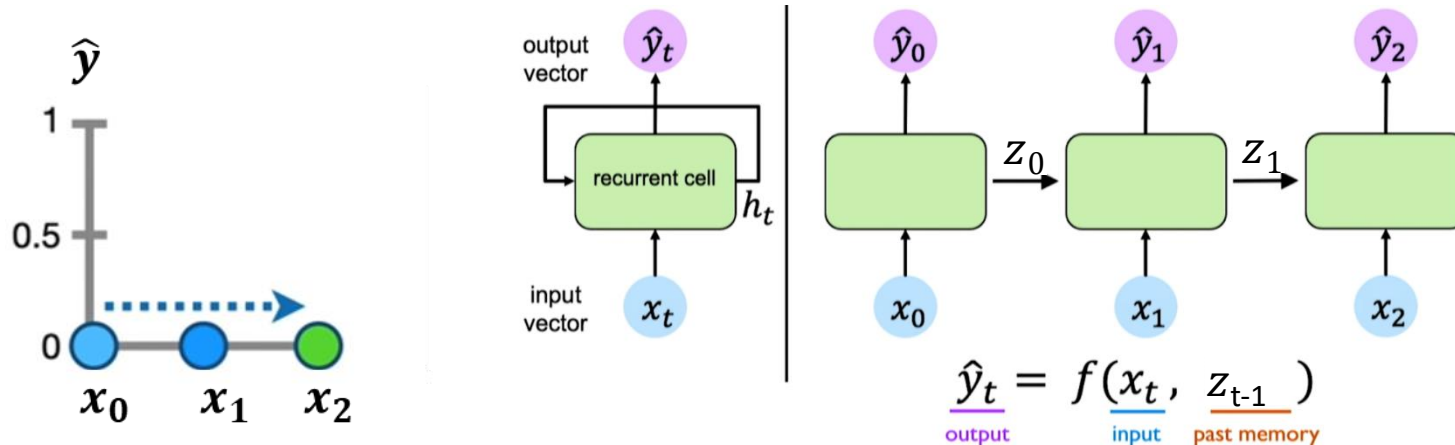 ŷ
1
0.5
0
x₀ x₁ x₂
output vector
ŷₜ
recurrent cell
hₜ
input vector
xₜ
ŷ₀ ŷ₁ ŷ₂
z₀ z₁
x₀ x₁ x₂
ŷₜ = f(xₜ, z_{t-1})
output input past memory